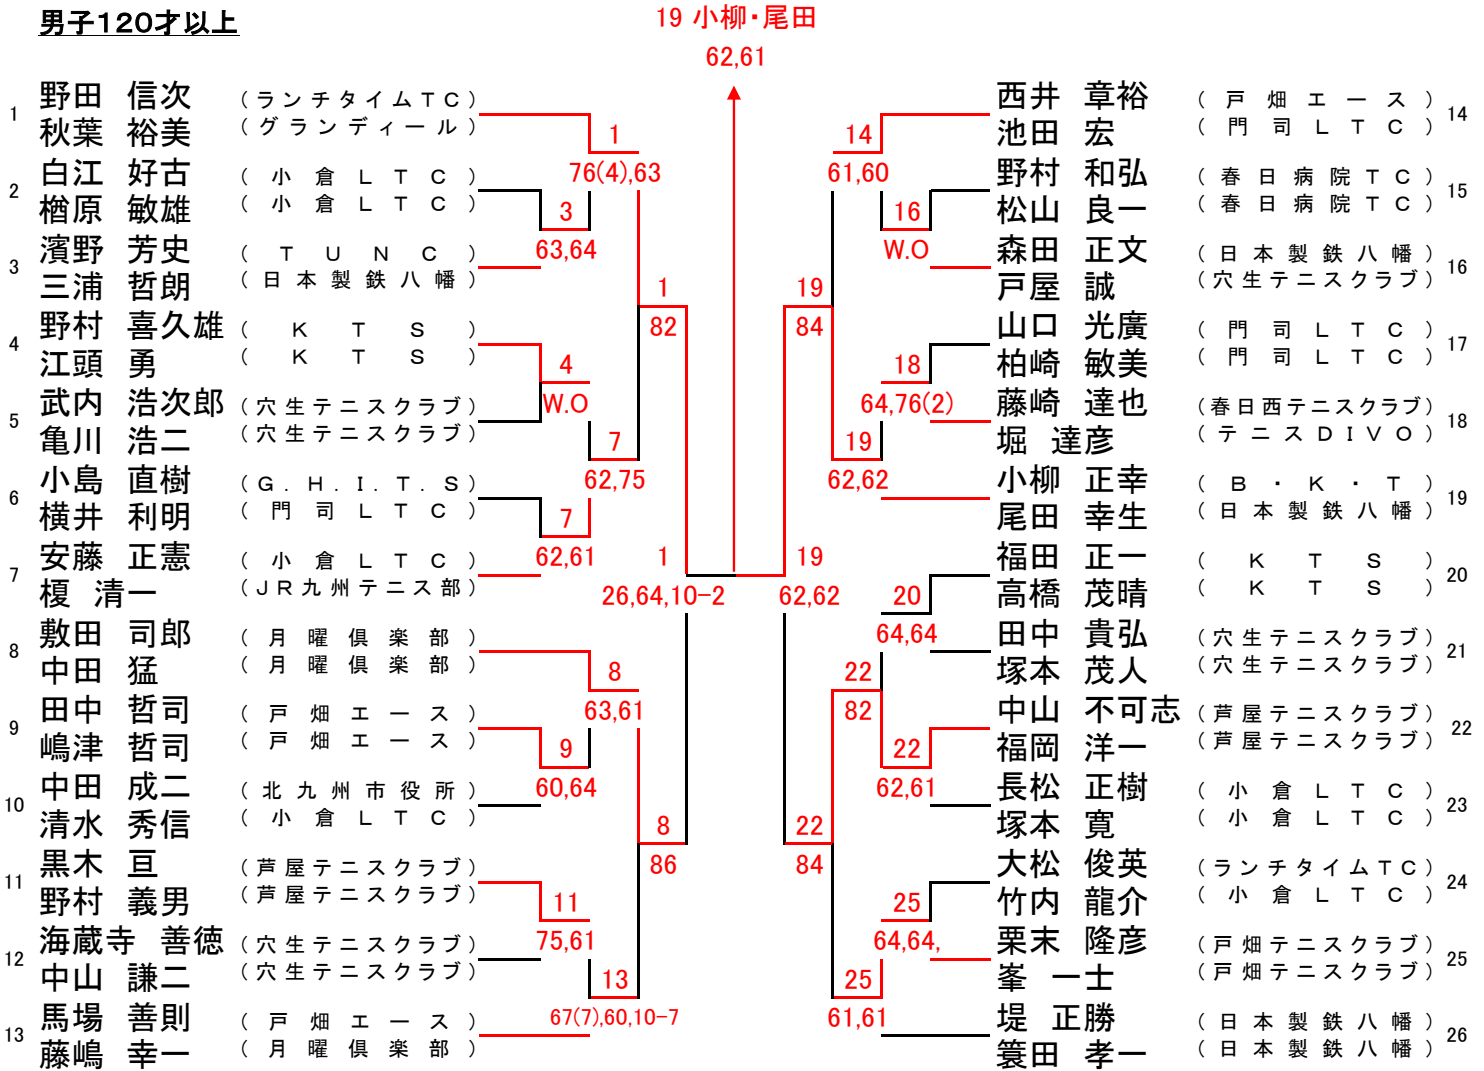 男子120才以上
19 小柳・尾田
62,61
1 野田 信次 (ランチタイムTC)
秋葉 裕美 (グランディール)
2 白江 好古 (小倉LTC)
楢原 敏雄 (小倉LTC)
3 濱野 芳史 (TUNC)
三浦 哲朗 (日本製鉄八幡)
4 野村 喜久雄 (KTS)
江頭 勇 (KTS)
5 武内 浩次郎 (穴生テニスクラブ)
亀川 浩二 (穴生テニスクラブ)
6 小島 直樹 (G.H.I.T.S)
横井 利明 (門司LTC)
7 安藤 正憲 (小倉LTC)
榎 清一 (JR九州テニス部)
8 敷田 司郎 (月曜倶楽部)
中田 猛 (月曜倶楽部)
9 田中 哲司 (戸畑エース)
嶋津 哲司 (戸畑エース)
10 中田 成二 (北九州市役所)
清水 秀信 (小倉LTC)
11 黒木 亘 (芦屋テニスクラブ)
野村 義男 (芦屋テニスクラブ)
12 海蔵寺 善徳 (穴生テニスクラブ)
中山 謙二 (穴生テニスクラブ)
13 馬場 善則 (戸畑エース)
藤嶋 幸一 (月曜倶楽部)
1
76(4),63
3
63,64
1
82
4
W.O
7
62,75
7
62,61
1
26,64,10-2
8
63,61
9
60,64
8
86
11
75,61
13
67(7),60,10-7
14
61,60
16
W.O
19
84
18
64,76(2)
19
62,62
19
62,62
20
64,64
22
82
22
62,61
22
84
25
64,64,
25
61,61
西井 章裕 (戸畑エース) 14
池田 宏 (門司LTC)
野村 和弘 (春日病院TC) 15
松山 良一 (春日病院TC)
森田 正文 (日本製鉄八幡) 16
戸屋 誠 (穴生テニスクラブ)
山口 光廣 (門司LTC) 17
柏崎 敏美 (門司LTC)
藤崎 達也 (春日西テニスクラブ) 18
堀 達彦 (テニスDIVO)
小柳 正幸 (B・K・T) 19
尾田 幸生 (日本製鉄八幡)
福田 正一 (KTS) 20
高橋 茂晴 (KTS)
田中 貴弘 (穴生テニスクラブ) 21
塚本 茂人 (穴生テニスクラブ)
中山 不可志 (芦屋テニスクラブ) 22
福岡 洋一 (芦屋テニスクラブ)
長松 正樹 (小倉LTC) 23
塚本 寛 (小倉LTC)
大松 俊英 (ランチタイムTC) 24
竹内 龍介 (小倉LTC)
栗末 隆彦 (戸畑テニスクラブ) 25
峯 一士 (戸畑テニスクラブ)
堤 正勝 (日本製鉄八幡) 26
簑田 孝一 (日本製鉄八幡)